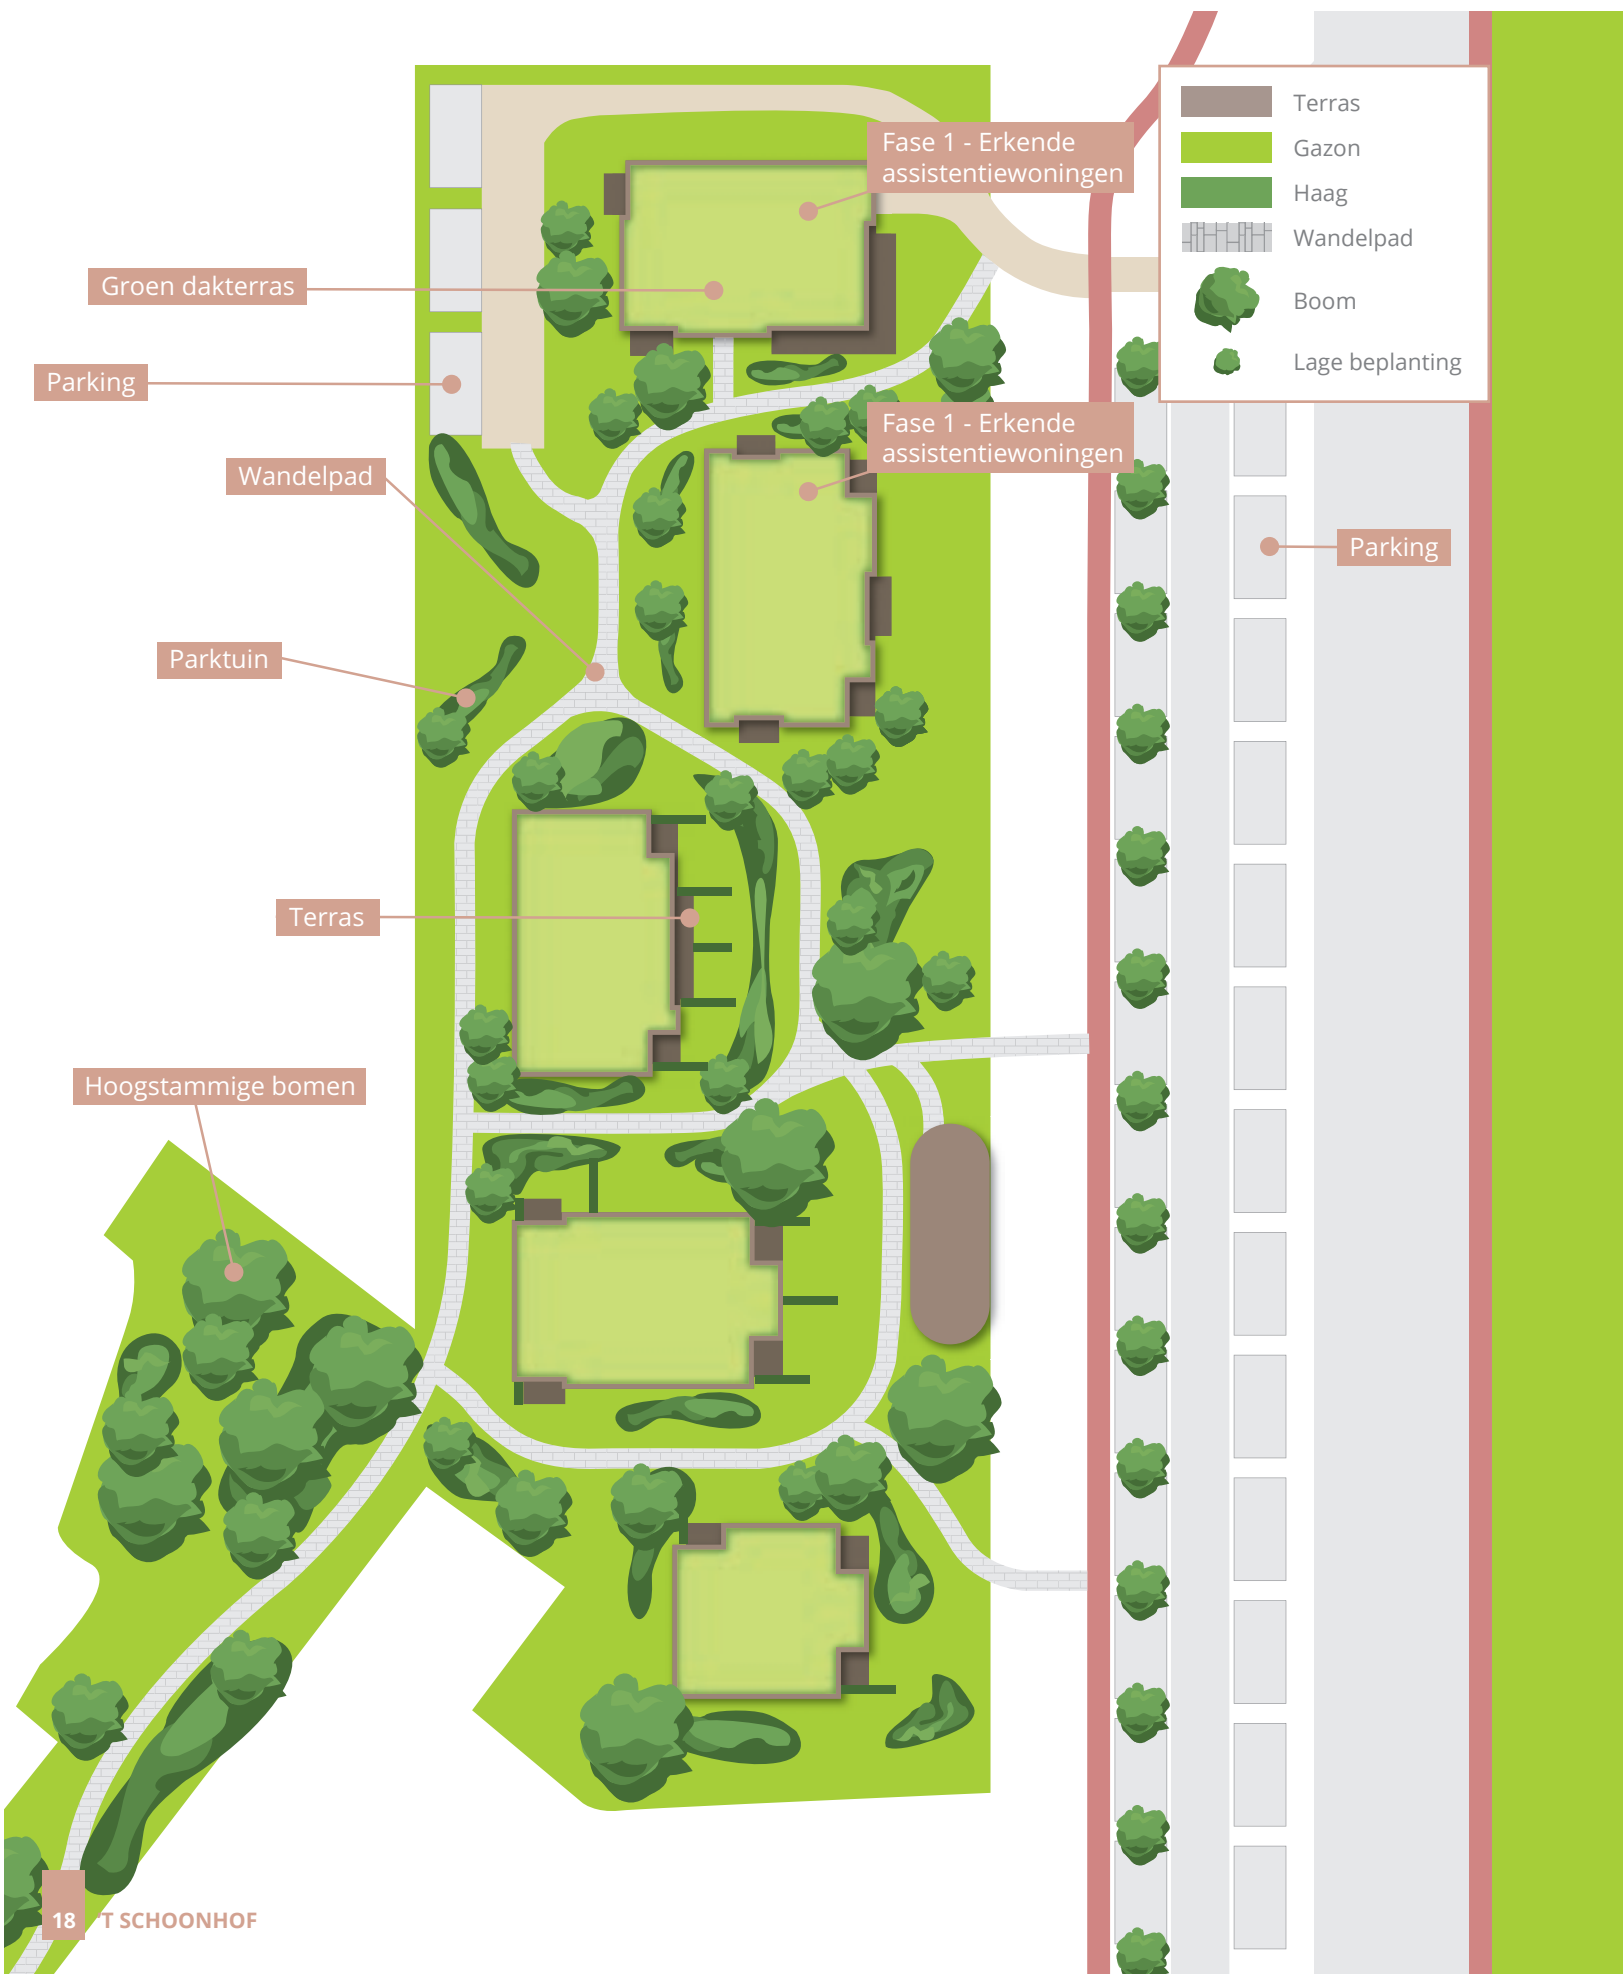 Fase 1 - Erkende
assistentiewoningen
Terras
Gazon
Haag
Wandelpad
Boom
Lage beplanting
Groen dakterras
Parking
Fase 1 - Erkende
assistentiewoningen
Wandelpad
Parking
Parktuin
Terras
Hoogstammige bomen
18 'T SCHOONHOF